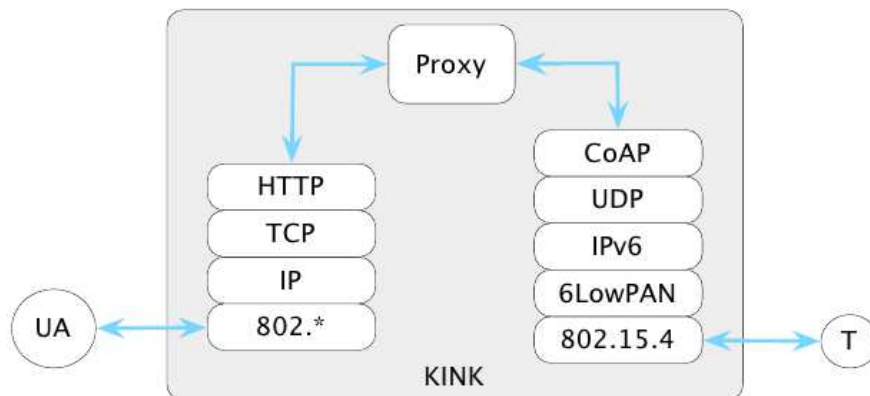 Proxy
HTTP
TCP
IP
802.*
CoAP
UDP
IPv6
6LowPAN
802.15.4
UA
T
KINK